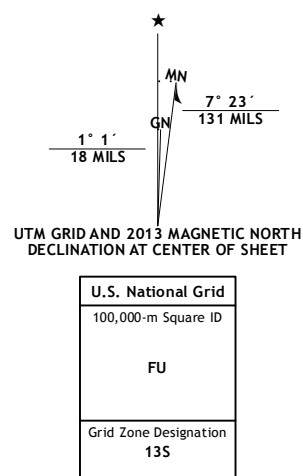 ★
MN
7° 23´
131 MILS
GN
1° 1´
18 MILS
UTM GRID AND 2013 MAGNETIC NORTH
DECLINATION AT CENTER OF SHEET
U.S. National Grid
100,000-m Square ID
FU
Grid Zone Designation
13S